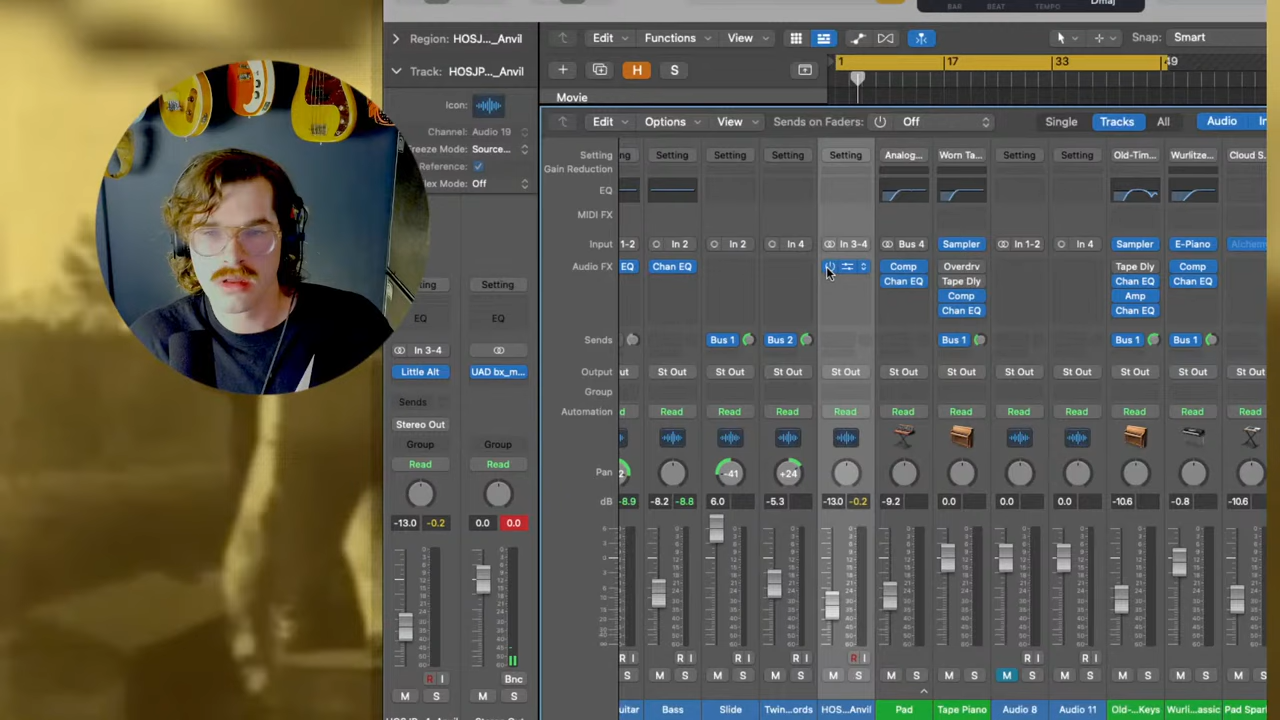 BAR BEAT TEMPO
Dmaj
Region: HOSJ..._Anvil
Track: HOSJP..._Anvil
Icon:
Channel: Audio 19
Freeze Mode: Source...
Reference:
lex Mode: Off
Edit Functions View
Snap: Smart
H S
1 17 33 49
Movie
Edit Options View Sends on Faders: Off
Single Tracks All Audio In
Setting Setting Setting Setting Setting Setting Analog... Worn Ta... Setting Setting Old-Tim... Wurlitze... Cloud S...
Gain Reduction
EQ
MIDI FX
Input 1-2 In 2 In 2 In 4 In 3-4 Bus 4 Sampler In 1-2 In 4 Sampler E-Piano Alchemy
Audio FX EQ Chan EQ Comp Overdrv Tape Dly Comp
Chan EQ Tape Dly Chan EQ Chan EQ
Comp Amp
Chan EQ Chan EQ
Sends Bus 1 Bus 2 Bus 1 Bus 1 Bus 1
Output St Out St Out St Out St Out St Out St Out St Out St Out St Out St Out St Out
Group
Automation Read Read Read Read Read Read Read Read Read Read Read
Pan -41 +24
dB -8.9 -8.2 -8.8 6.0 -5.3 -13.0 -0.2 -9.2 0.0 0.0 0.0 -10.6 -0.8 -10.6
R I R I R I R I R I R I
M S M S M S M S M S M S M S M S M S M S M
uitar Bass Slide Twin...ords HOS...Anvil Pad Tape Piano Audio 8 Audio 11 Old-...Keys Wurl...assic Pad Spar
ting Setting
EQ EQ
In 3-4
Little Alt UAD bx_m...
Sends
Stereo Out
Group Group
Read Read
-13.0 -0.2 0.0 0.0
R I Bnc
M S M S